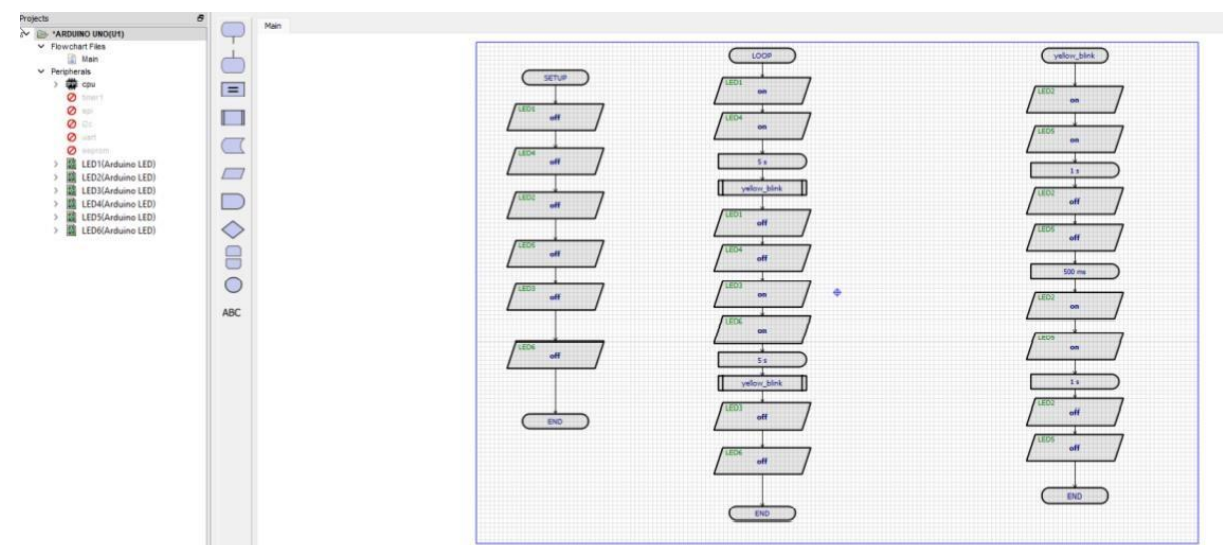 Projects
*ARDUINO UNO(U1)
Flowchart Files
Main
Peripherals
cpu
timer1
spi
i2c
uart
eeprom
LED1(Arduino LED)
LED2(Arduino LED)
LED3(Arduino LED)
LED4(Arduino LED)
LED5(Arduino LED)
LED6(Arduino LED)
ABC
Main
SETUP
LED1
off
LED4
off
LED2
off
LED5
off
LED3
off
LED6
off
END
LOOP
LED1
on
LED4
on
5 s
yellow_blink
LED1
off
LED4
off
LED3
on
LED6
on
5 s
yellow_blink
LED3
off
LED6
off
END
yellow_blink
LED2
on
LED5
on
1 s
LED2
off
LED5
off
500 ms
LED2
on
LED5
on
1 s
LED2
off
LED5
off
END